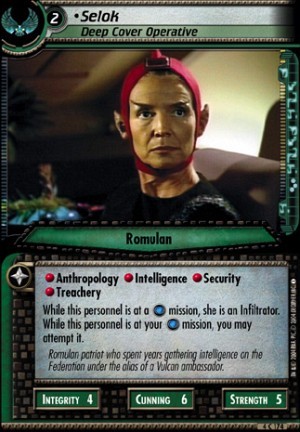 2
•Selok
Deep Cover Operative
Romulan
Anthropology Intelligence Security
Treachery
While this personnel is at a mission, she is an Infiltrator.
While this personnel is at your mission, you may
attempt it.
Romulan patriot who spent years gathering intelligence on the
Federation under the alias of a Vulcan ambassador.
INTEGRITY 4 CUNNING 6 STRENGTH 5